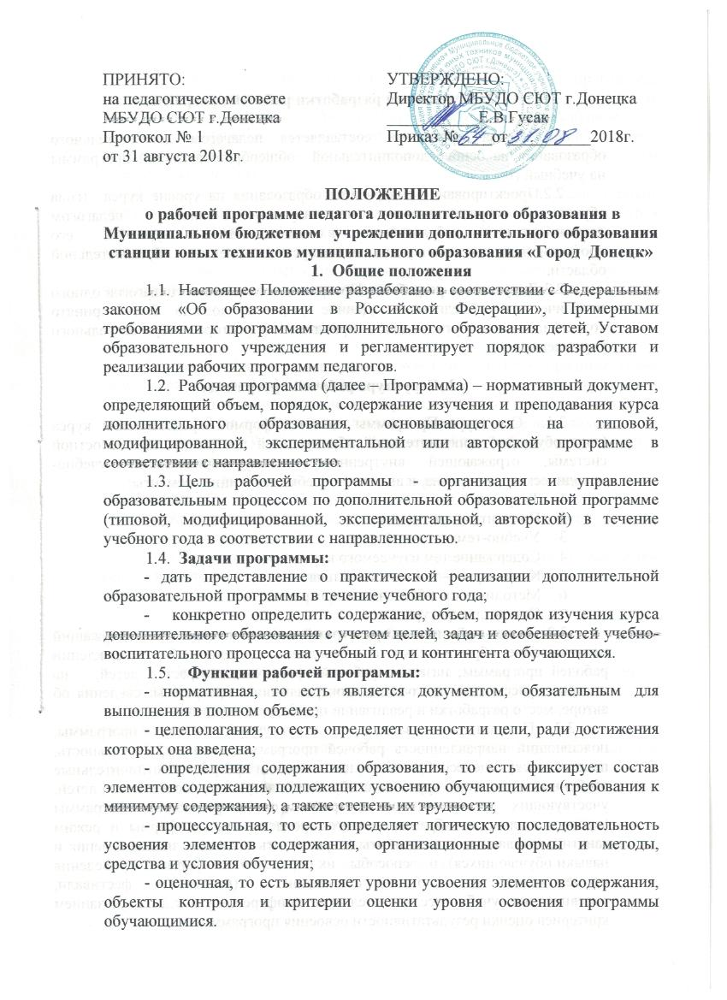 ПРИНЯТО:
на педагогическом совете
МБУДО СЮТ г.Донецка
Протокол № 1
от 31 августа 2018г.
УТВЕРЖДЕНО:
Директор МБУДО СЮТ г.Донецка
____________Е.В Гусак
Приказ № 64 от 31.08 2018г.
ПОЛОЖЕНИЕ
о рабочей программе педагога дополнительного образования в
Муниципальном бюджетном учреждении дополнительного образования
станции юных техников муниципального образования «Город Донецк»
1. Общие положения
1.1. Настоящее Положение разработано в соответствии с Федеральным
законом «Об образовании в Российской Федерации», Примерными
требованиями к программам дополнительного образования детей, Уставом
образовательного учреждения и регламентирует порядок разработки и
реализации рабочих программ педагогов.
1.2. Рабочая программа (далее – Программа) – нормативный документ,
определяющий объем, порядок, содержание изучения и преподавания курса
дополнительного образования, основывающегося на типовой,
модифицированной, экспериментальной или авторской программе в
соответствии с направленностью.
1.3. Цель рабочей программы - организация и управление
образовательным процессом по дополнительной образовательной программе
(типовой, модифицированной, экспериментальной, авторской) в течение
учебного года в соответствии с направленностью.
1.4. Задачи программы:
- дать представление о практической реализации дополнительной
образовательной программы в течение учебного года;
- конкретно определить содержание, объем, порядок изучения курса
дополнительного образования с учетом целей, задач и особенностей учебно-
воспитательного процесса на учебный год и контингента обучающихся.
1.5. Функции рабочей программы:
- нормативная, то есть является документом, обязательным для
выполнения в полном объеме;
- целеполагания, то есть определяет ценности и цели, ради достижения
которых она введена;
- определения содержания образования, то есть фиксирует состав
элементов содержания, подлежащих усвоению обучающимися (требования к
минимуму содержания), а также степень их трудности;
- процессуальная, то есть определяет логическую последовательность
усвоения элементов содержания, организационные формы и методы,
средства и условия обучения;
- оценочная, то есть выявляет уровни усвоения элементов содержания,
объекты контроля и критерии оценки уровня освоения программы
обучающимися.